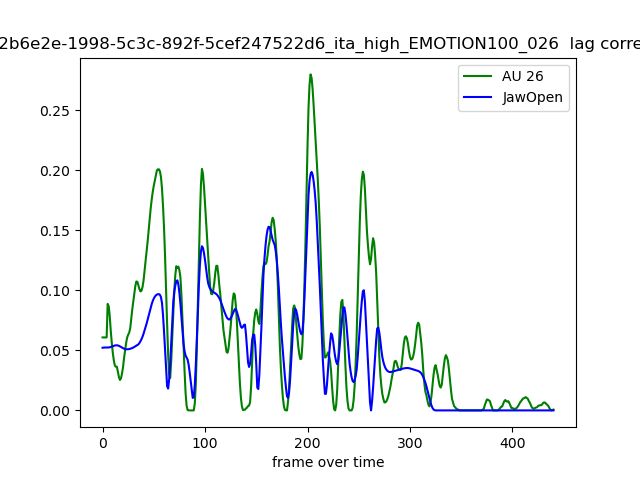 2b6e2e-1998-5c3c-892f-5cef247522d6_ita_high_EMOTION100_026 lag corre
AU 26
JawOpen
0.25
0.20
0.15
0.10
0.05
0.00
0 100 200 300 400
frame over time